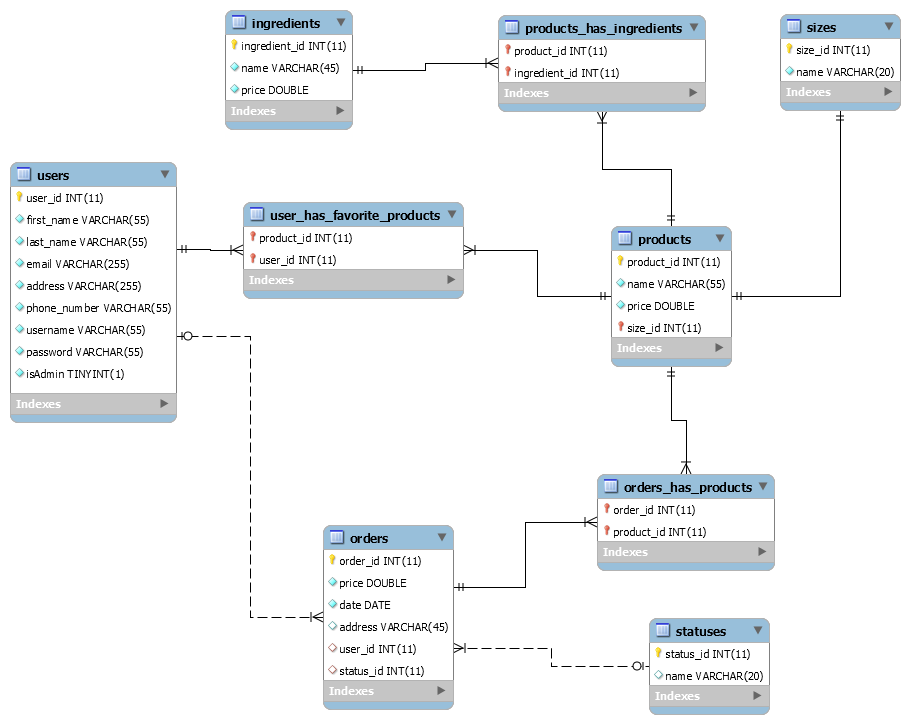 ingredients
ingredient_id INT(11)
name VARCHAR(45)
price DOUBLE
Indexes
products_has_ingredients
product_id INT(11)
ingredient_id INT(11)
Indexes
sizes
size_id INT(11)
name VARCHAR(20)
Indexes
users
user_id INT(11)
first_name VARCHAR(55)
last_name VARCHAR(55)
email VARCHAR(255)
address VARCHAR(255)
phone_number VARCHAR(55)
username VARCHAR(55)
password VARCHAR(55)
isAdmin TINYINT(1)
Indexes
user_has_favorite_products
product_id INT(11)
user_id INT(11)
Indexes
products
product_id INT(11)
name VARCHAR(55)
price DOUBLE
size_id INT(11)
Indexes
orders_has_products
order_id INT(11)
product_id INT(11)
Indexes
orders
order_id INT(11)
price DOUBLE
date DATE
address VARCHAR(45)
user_id INT(11)
status_id INT(11)
Indexes
statuses
status_id INT(11)
name VARCHAR(20)
Indexes